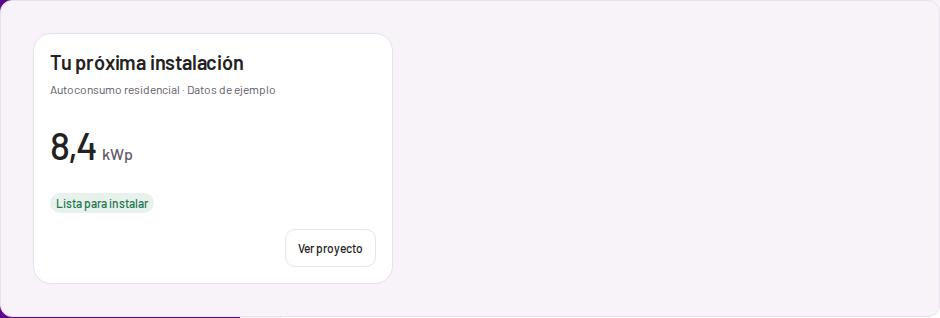 Tu próxima instalación
Autoconsumo residencial · Datos de ejemplo
8,4 kWp
Lista para instalar
Ver proyecto